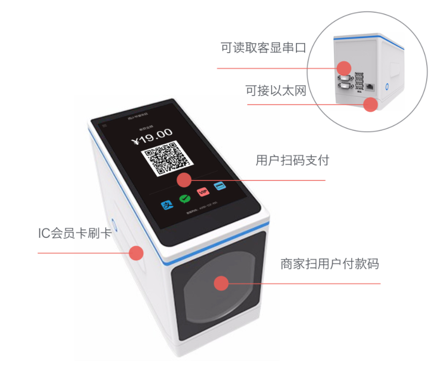 可读取客显串口
可接以太网
¥19.00
用户扫码支付
IC会员卡刷卡
商家扫用户付款码